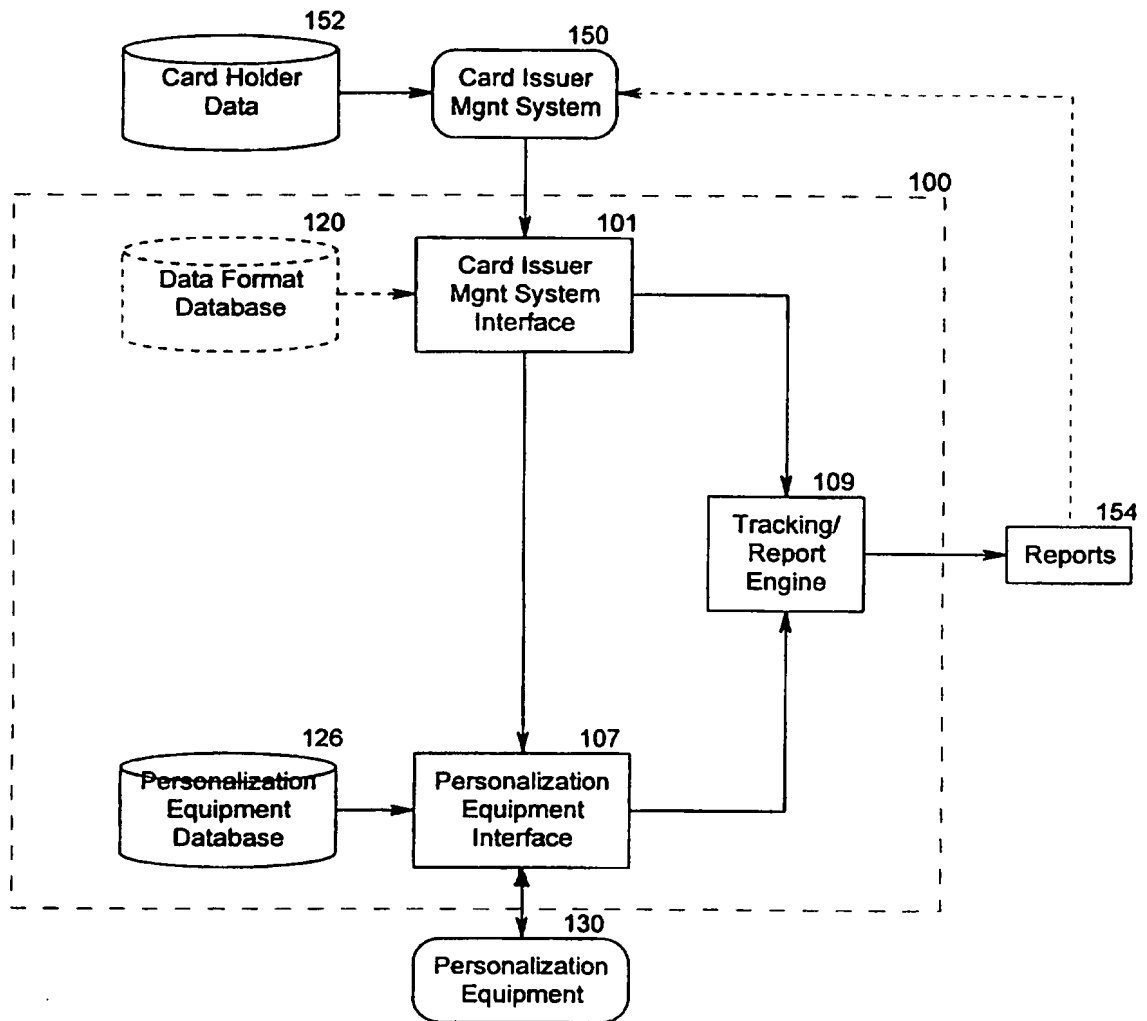 152
Card Holder
Data
150
Card Issuer
Mgnt System
100
120
Data Format
Database
101
Card Issuer
Mgnt System
Interface
109
Tracking/
Report
Engine
154
Reports
126
Personalization
Equipment
Database
107
Personalization
Equipment
Interface
130
Personalization
Equipment